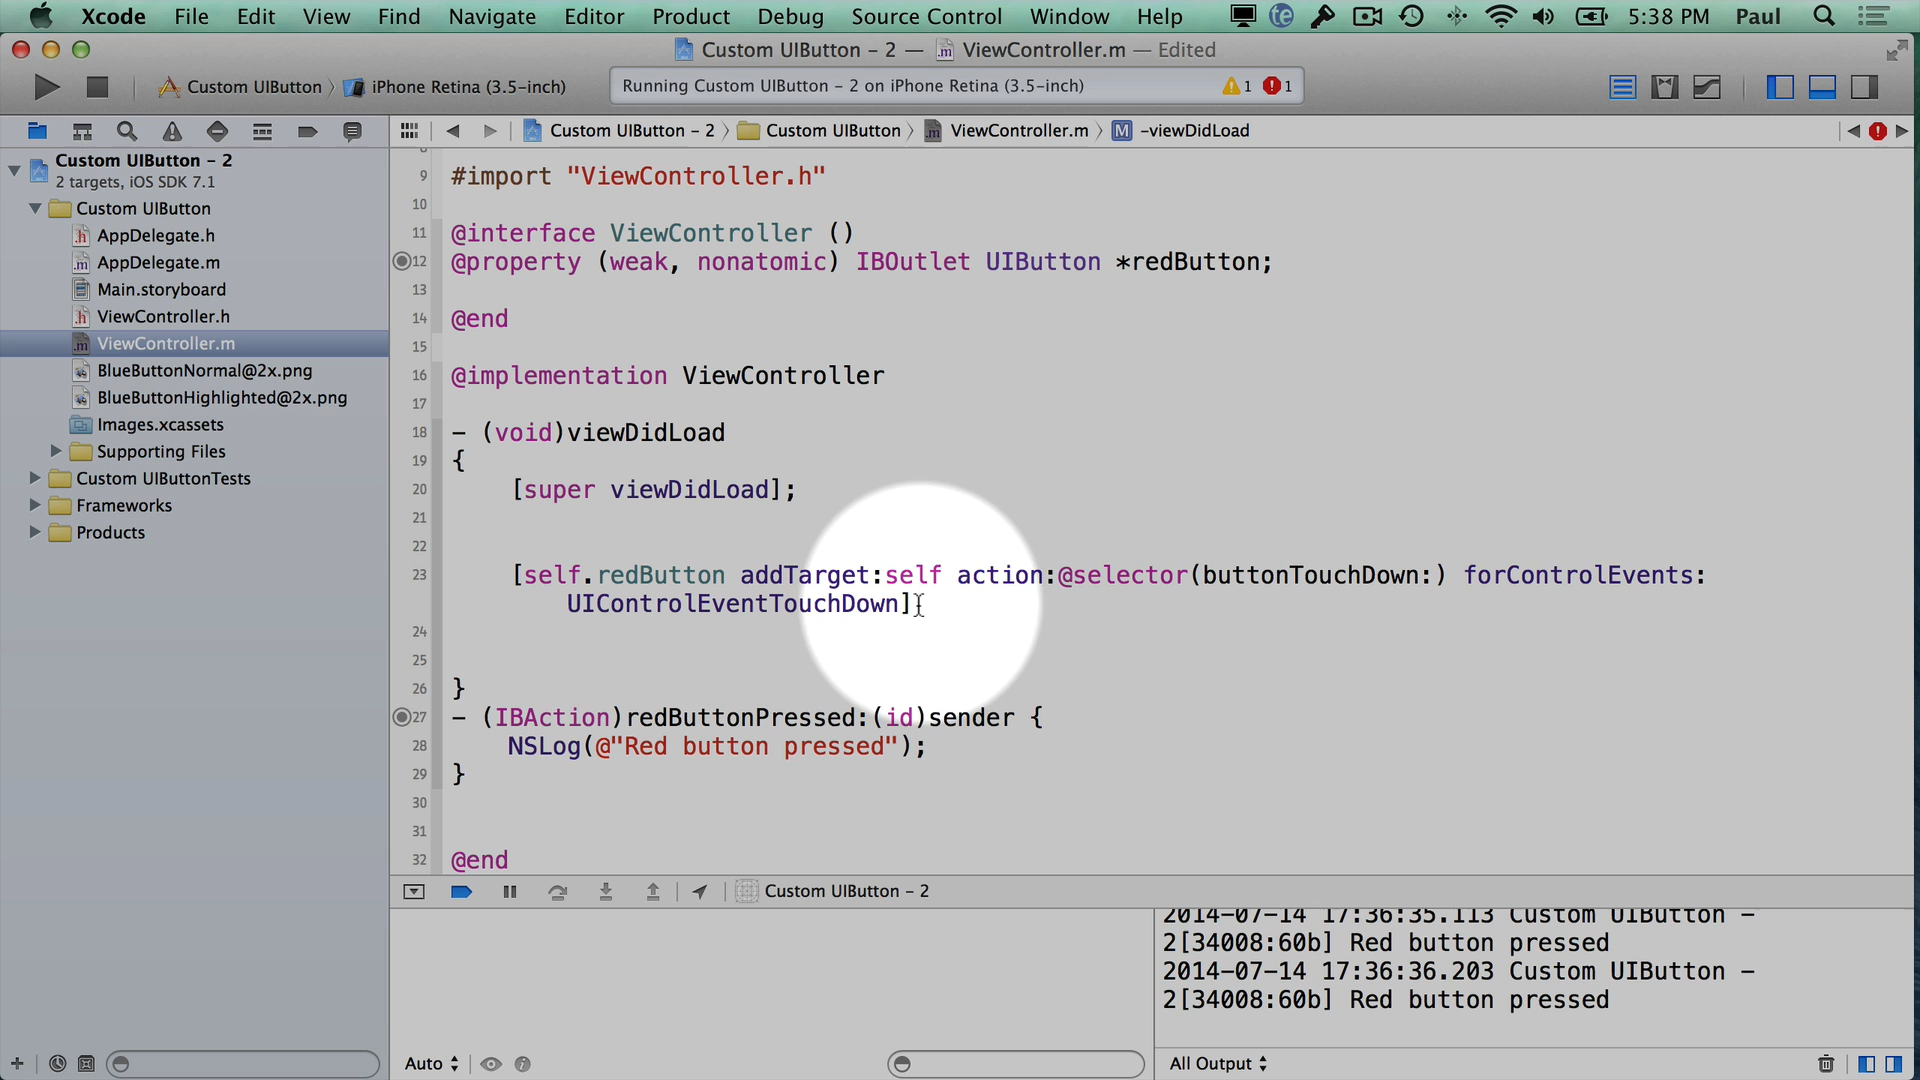 Xcode File Edit View Find Navigate Editor Product Debug Source Control Window Help te 5:38 PM Paul
Custom UIButton - 2 — ViewController.m — Edited
Custom UIButton iPhone Retina (3.5-inch) Running Custom UIButton - 2 on iPhone Retina (3.5-inch) 1 1
Custom UIButton - 2 Custom UIButton ViewController.m M -viewDidLoad
Custom UIButton - 2
2 targets, iOS SDK 7.1
Custom UIButton
AppDelegate.h
AppDelegate.m
Main.storyboard
ViewController.h
ViewController.m
BlueButtonNormal@2x.png
BlueButtonHighlighted@2x.png
Images.xcassets
Supporting Files
Custom UIButtonTests
Frameworks
Products
9 #import "ViewController.h"
10
11 @interface ViewController ()
12 @property (weak, nonatomic) IBOutlet UIButton *redButton;
13
14 @end
15
16 @implementation ViewController
17
18 - (void)viewDidLoad
19 {
20 [super viewDidLoad];
21
22
23 [self.redButton addTarget:self action:@selector(buttonTouchDown:) forControlEvents:
UIControlEventTouchDown];
24
25
26 }
27 - (IBAction)redButtonPressed:(id)sender {
28 NSLog(@"Red button pressed");
29 }
30
31
32 @end
Custom UIButton - 2
2014-07-14 17:36:35.113 Custom UIButton -
2[34008:60b] Red button pressed
2014-07-14 17:36:36.203 Custom UIButton -
2[34008:60b] Red button pressed
Auto All Output